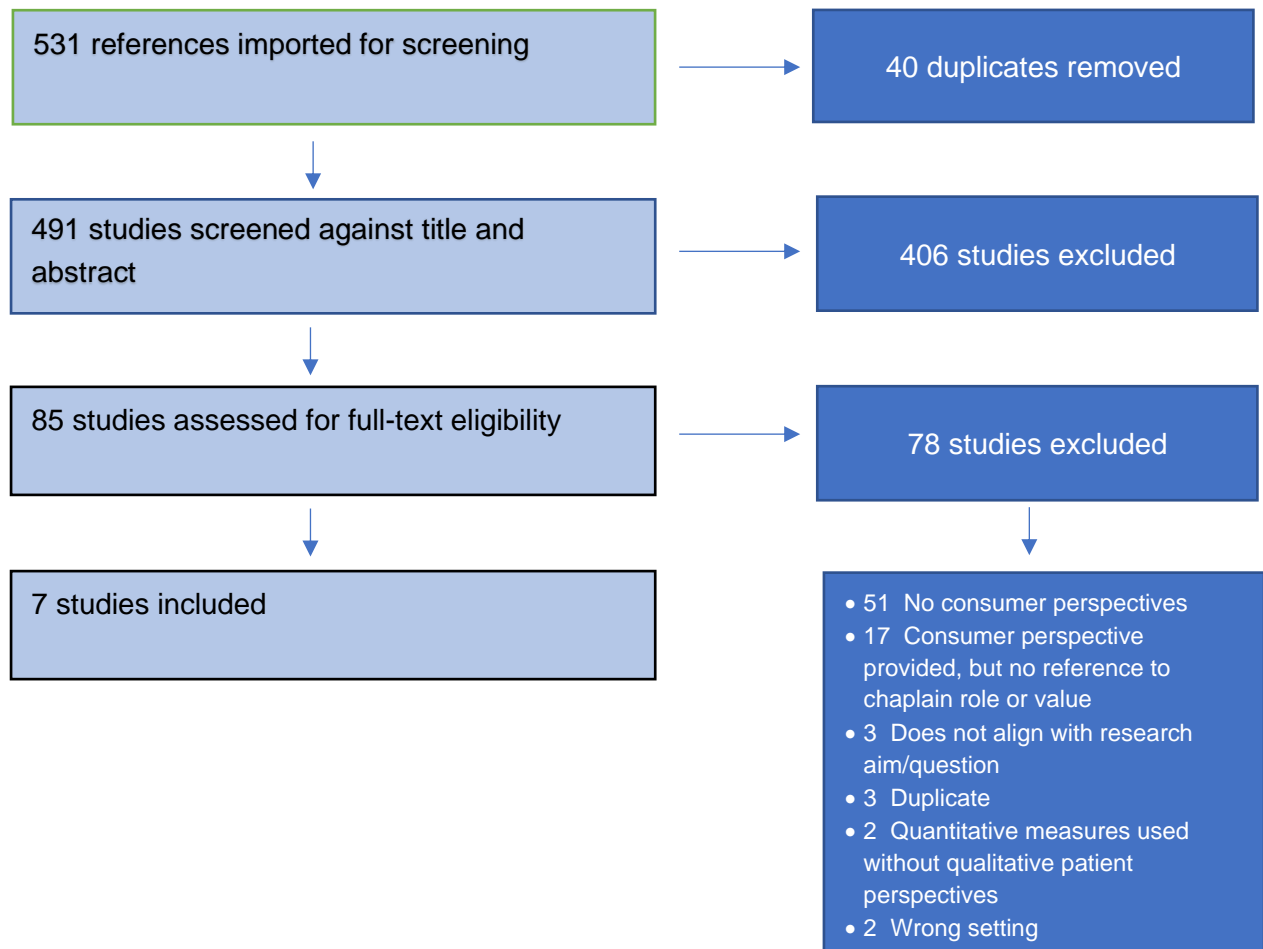 531 references imported for screening
40 duplicates removed
491 studies screened against title and
abstract
406 studies excluded
85 studies assessed for full-text eligibility
78 studies excluded
7 studies included
• 51 No consumer perspectives
• 17 Consumer perspective
provided, but no reference to
chaplain role or value
• 3 Does not align with research
aim/question
• 3 Duplicate
• 2 Quantitative measures used
without qualitative patient
perspectives
• 2 Wrong setting